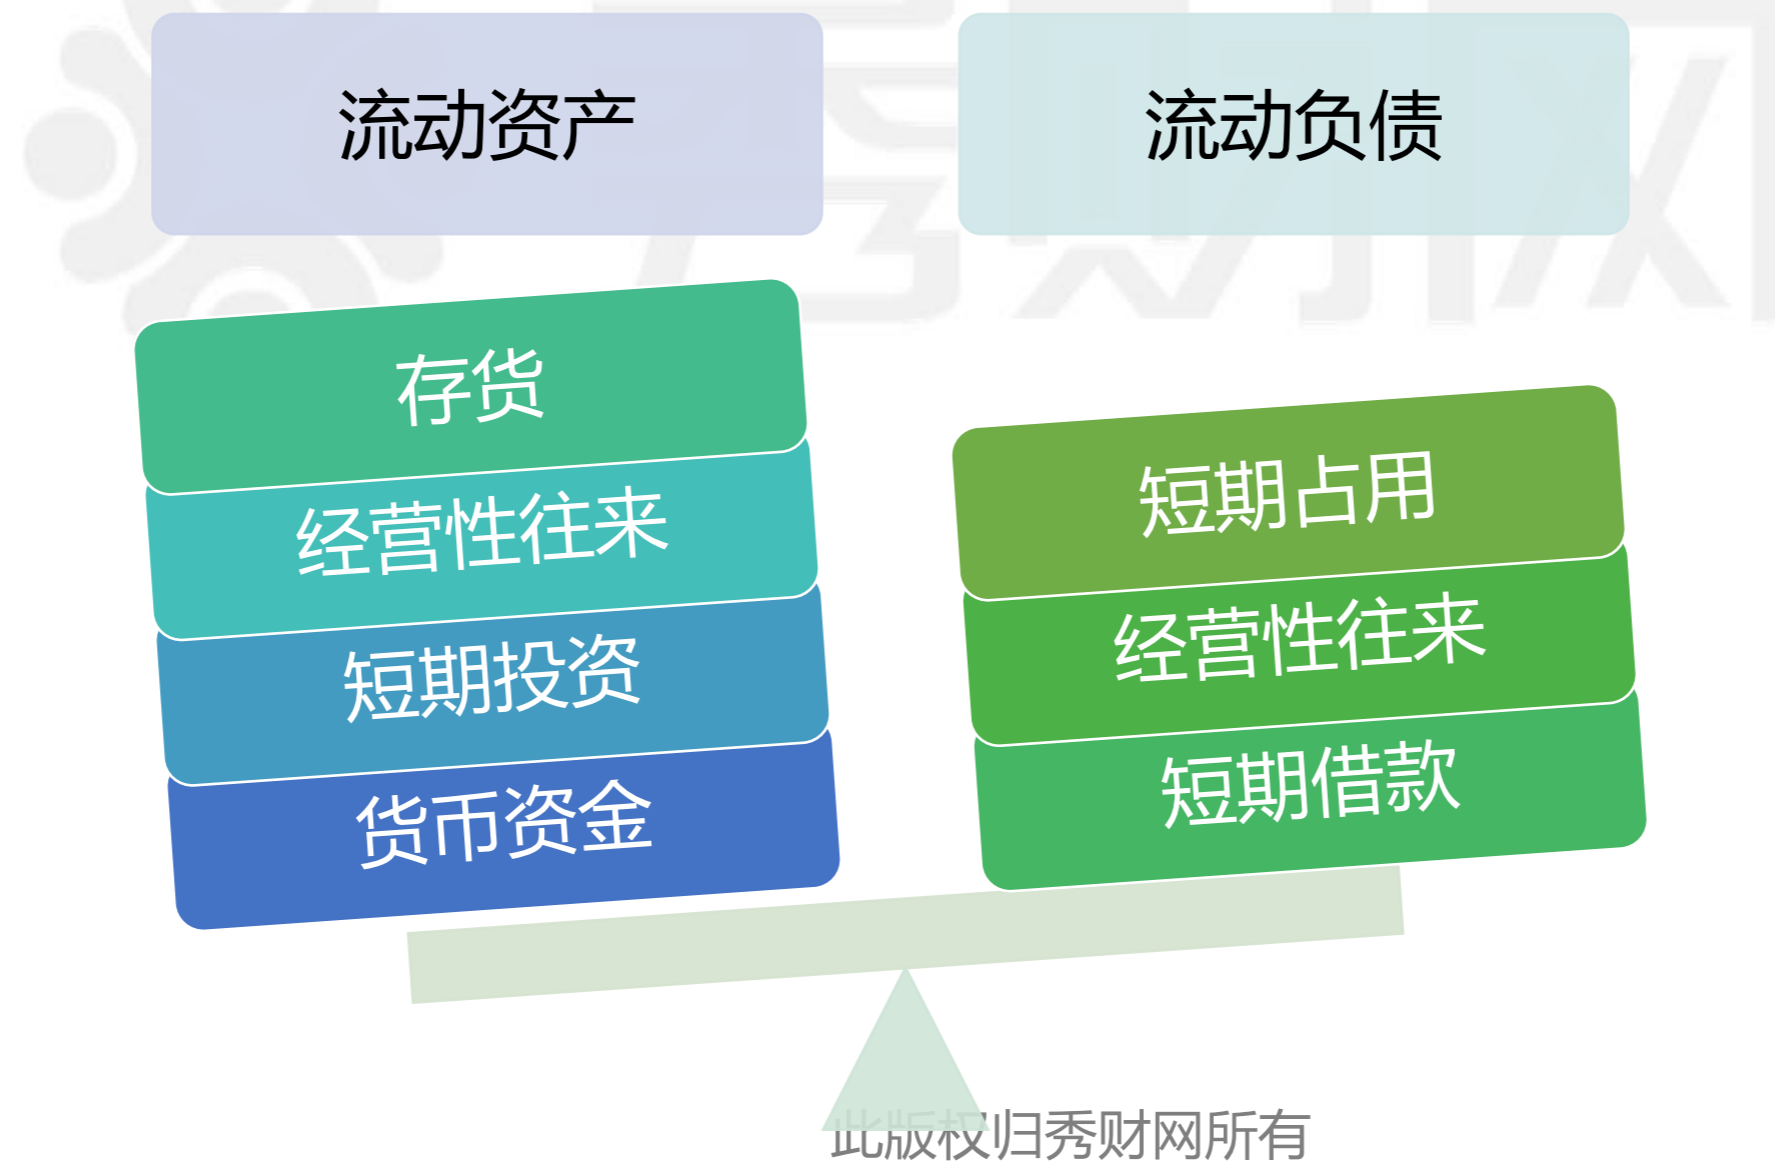 流动资产
流动负债
存货
经营性往来
短期投资
货币资金
短期占用
经营性往来
短期借款
此版权归秀财网所有